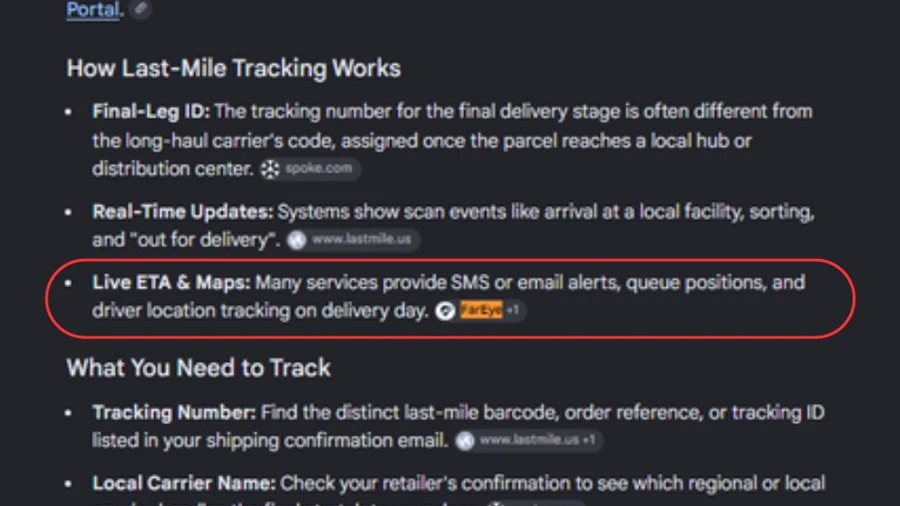 Portal.
How Last-Mile Tracking Works
• Final-Leg ID: The tracking number for the final delivery stage is often different from
the long-haul carrier's code, assigned once the parcel reaches a local hub or
distribution center. spoke.com
• Real-Time Updates: Systems show scan events like arrival at a local facility, sorting,
and "out for delivery". www.lastmile.us
• Live ETA & Maps: Many services provide SMS or email alerts, queue positions, and
driver location tracking on delivery day. FarEye +1
What You Need to Track
• Tracking Number: Find the distinct last-mile barcode, order reference, or tracking ID
listed in your shipping confirmation email. www.lastmile.us +1
• Local Carrier Name: Check your retailer's confirmation to see which regional or local